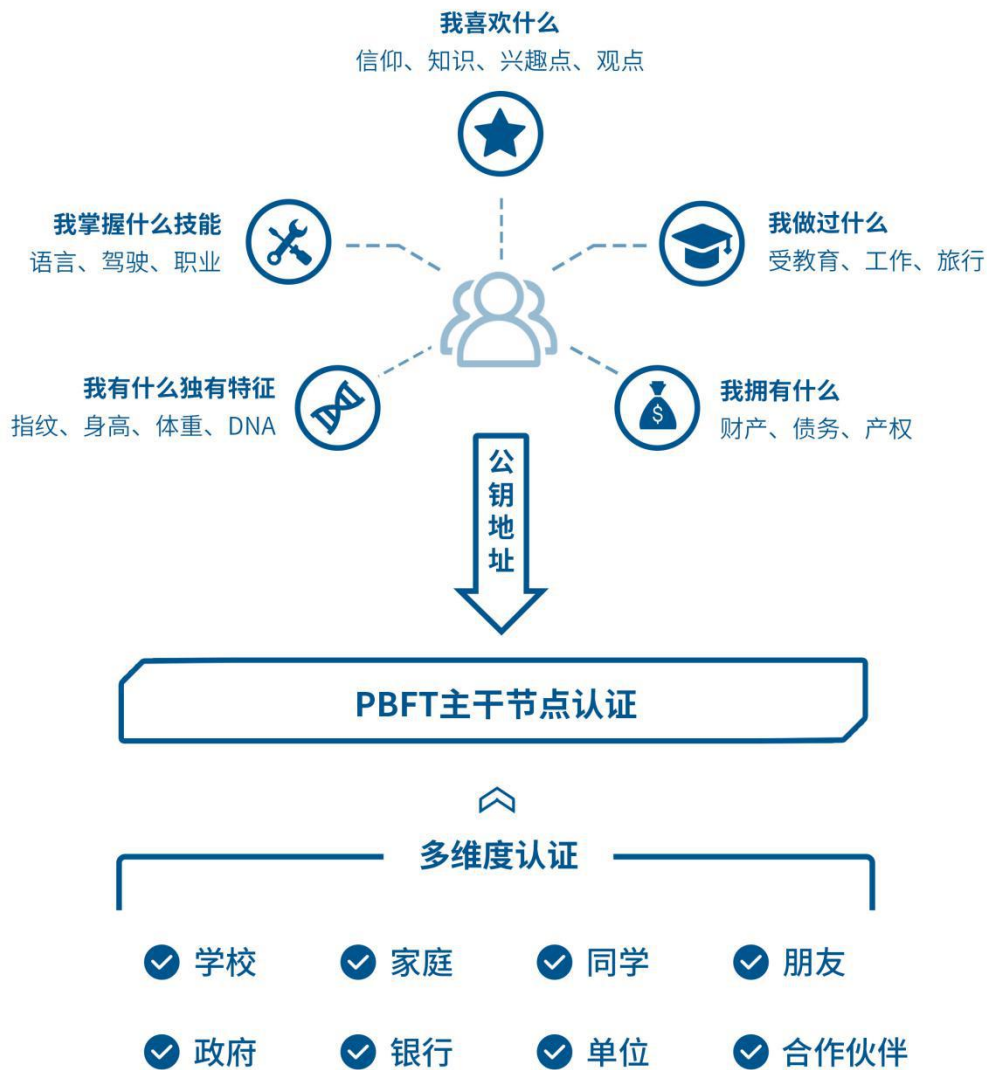 我喜欢什么
信仰、知识、兴趣点、观点
我掌握什么技能
语言、驾驶、职业
我做过什么
受教育、工作、旅行
我有什么独有特征
指纹、身高、体重、DNA
我拥有什么
财产、债务、产权
$
公钥地址
PBFT主干节点认证
多维度认证
学校
家庭
同学
朋友
政府
银行
单位
合作伙伴